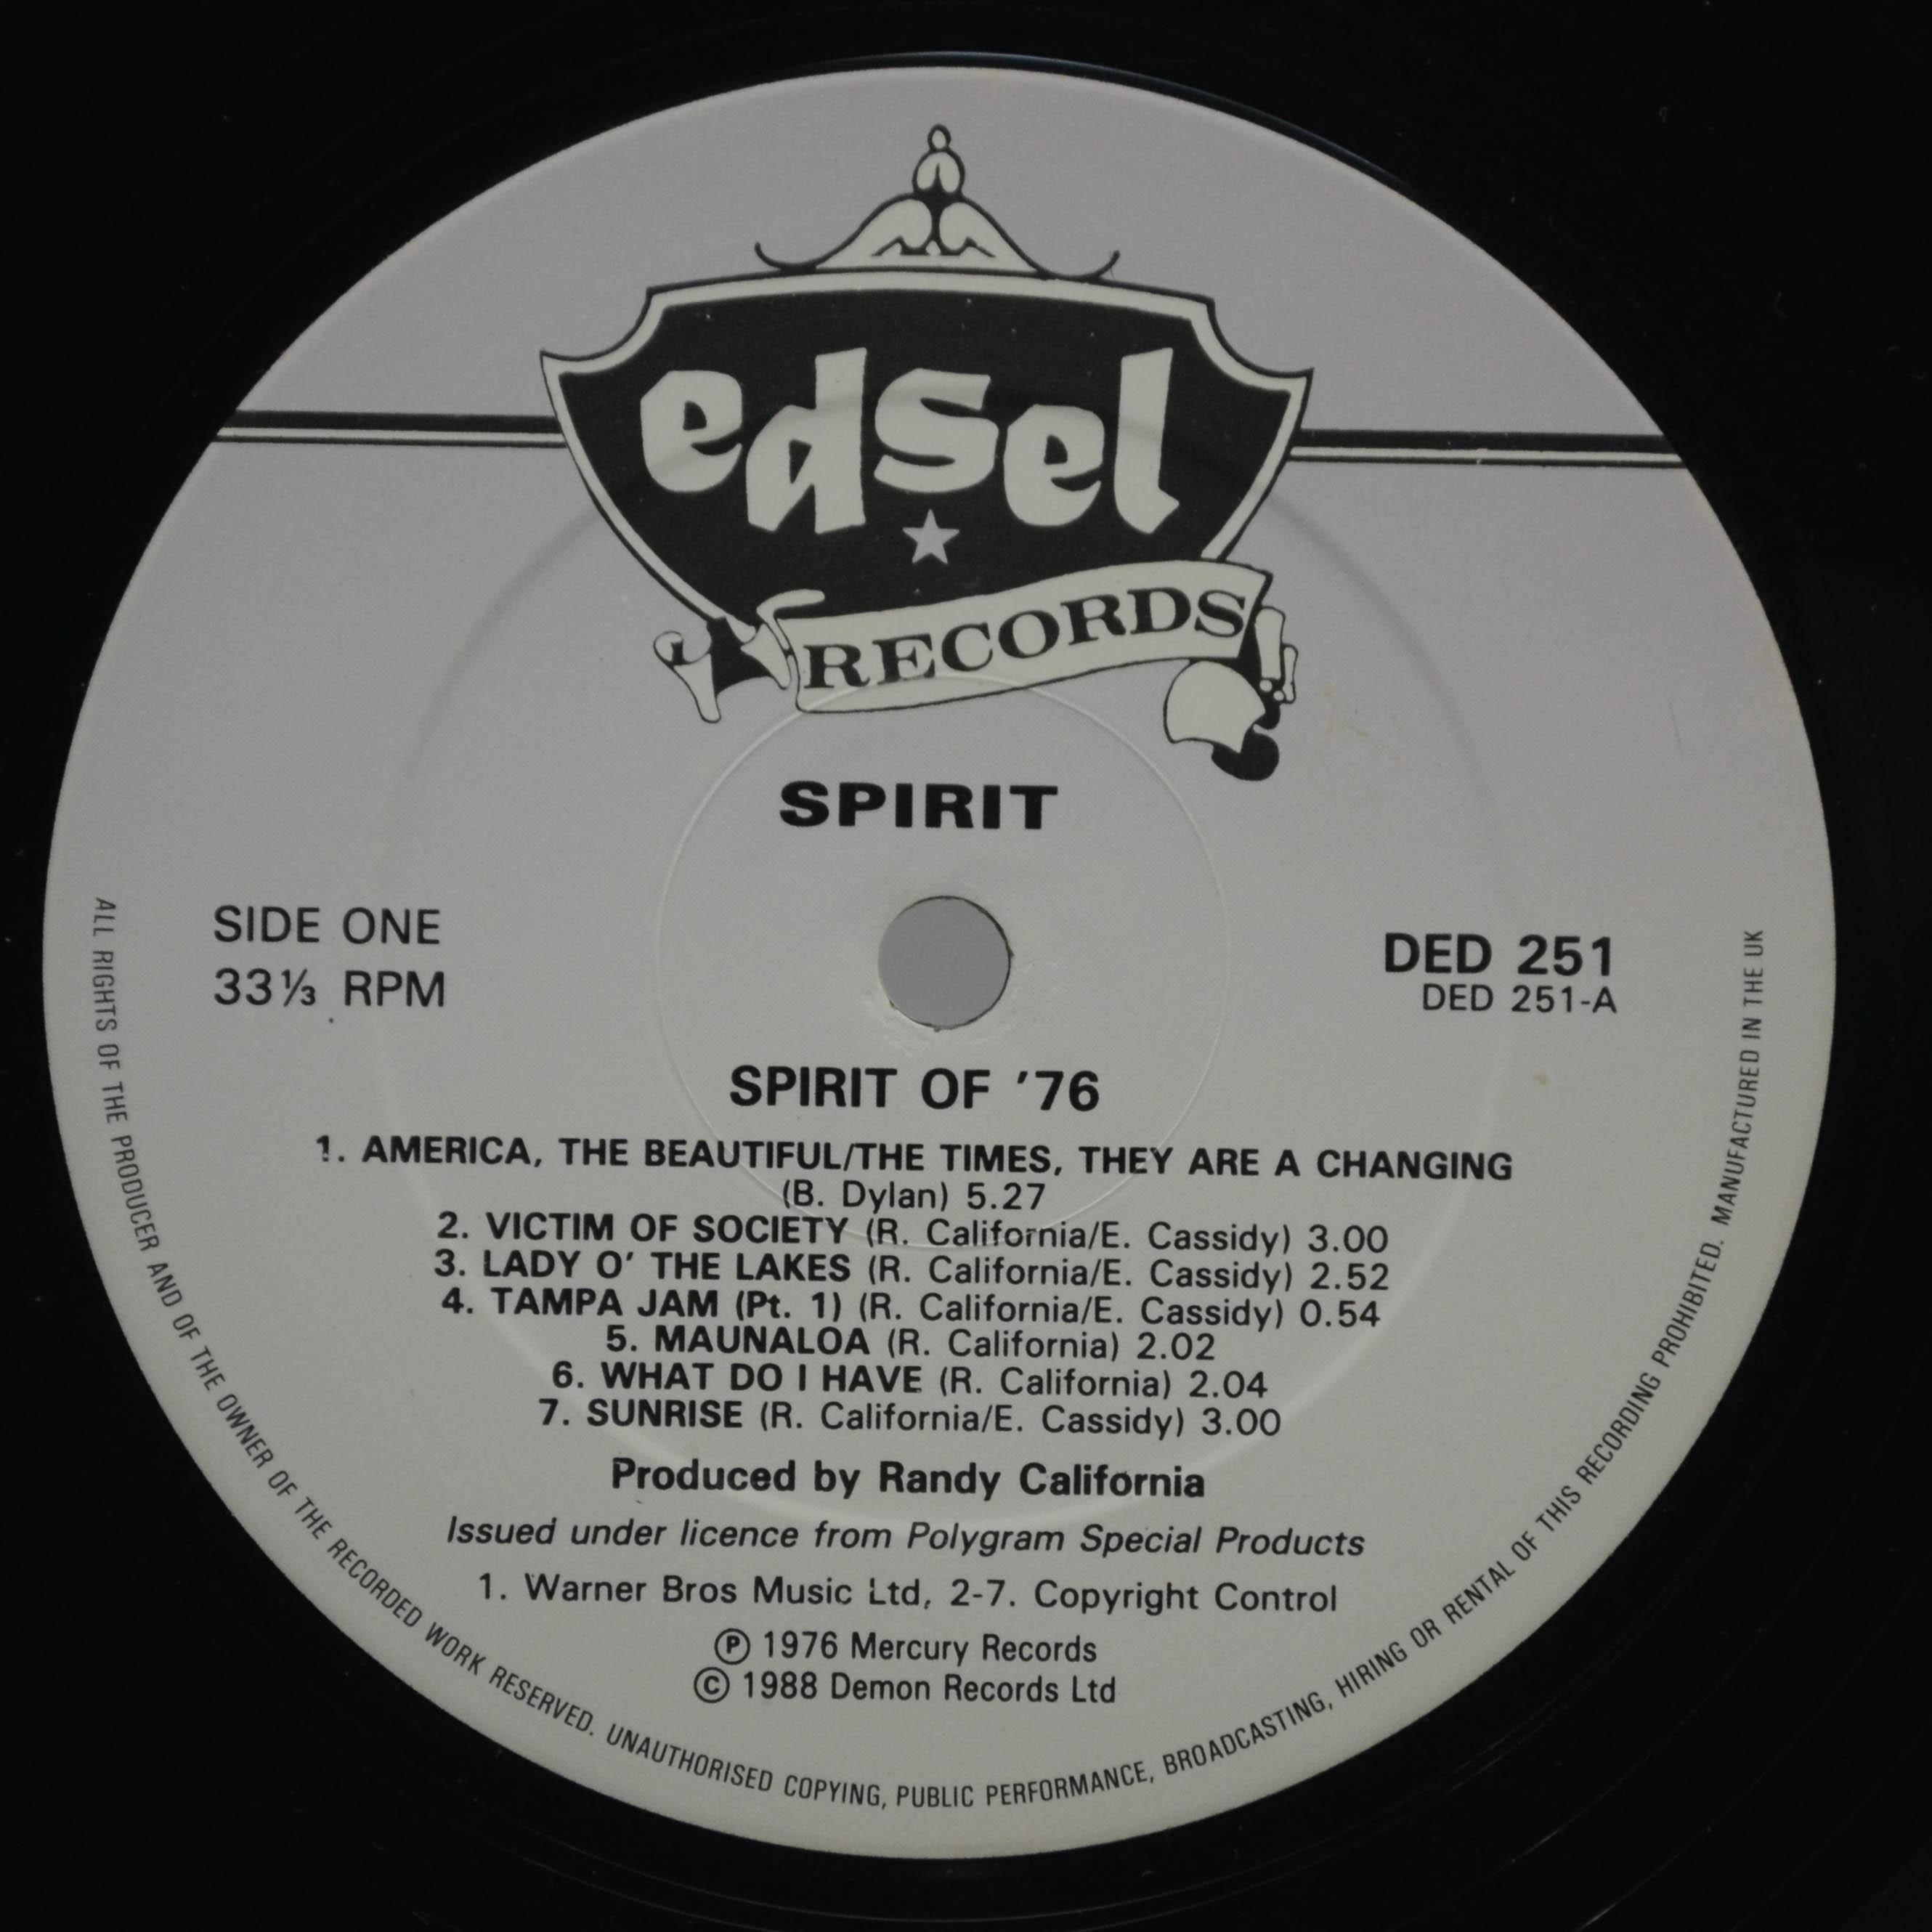 edsel
RECORDS
SPIRIT
SIDE ONE
33⅓ RPM
DED 251
DED 251-A
SPIRIT OF '76
1. AMERICA, THE BEAUTIFUL/THE TIMES, THEY ARE A CHANGING
(B. Dylan) 5.27
2. VICTIM OF SOCIETY (R. California/E. Cassidy) 3.00
3. LADY O' THE LAKES (R. California/E. Cassidy) 2.52
4. TAMPA JAM (Pt. 1) (R. California/E. Cassidy) 0.54
5. MAUNALOA (R. California) 2.02
6. WHAT DO I HAVE (R. California) 2.04
7. SUNRISE (R. California/E. Cassidy) 3.00
Produced by Randy California
Issued under licence from Polygram Special Products
1. Warner Bros Music Ltd, 2-7. Copyright Control
℗ 1976 Mercury Records
© 1988 Demon Records Ltd
ALL RIGHTS OF THE PRODUCER AND OF THE OWNER OF THE RECORDED WORK RESERVED. UNAUTHORISED COPYING, PUBLIC PERFORMANCE, BROADCASTING, HIRING OR RENTAL OF THIS RECORDING PROHIBITED. MANUFACTURED IN THE UK